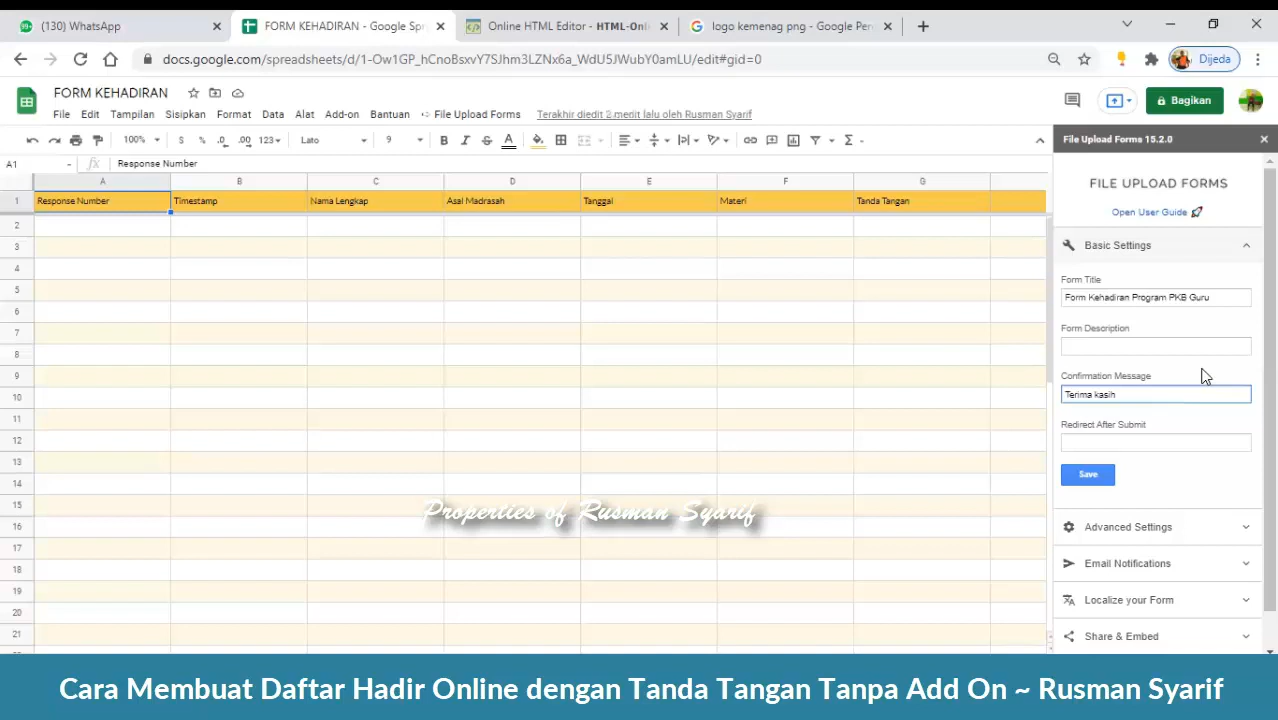 (130) WhatsApp
FORM KEHADIRAN - Google Spr
Online HTML Editor - HTML-Onli
logo kemenag png - Google Pen
docs.google.com/spreadsheets/d/1-Ow1GP_hCnoBsxvY7SJhm3LZNx6a_WdU5JWubY0amLU/edit#gid=0
Dijeda
FORM KEHADIRAN
File Edit Tampilan Sisipkan Format Data Alat Add-on Bantuan File Upload Forms Terakhir diedit 2 menit lalu oleh Rusman Syarif
Bagikan
100% $ % .0 .00 123 Lato 9 B I S A Σ
A1 fx Response Number
A B C D E F G
1 Response Number Timestamp Nama Lengkap Asal Madrasah Tanggal Materi Tanda Tangan
2
3
4
5
6
7
8
9
10
11
12
13
14
15
16
17
18
19
20
21
File Upload Forms 15.2.0
FILE UPLOAD FORMS
Open User Guide
Basic Settings
Form Title
Form Kehadiran Program PKB Guru
Form Description
Confirmation Message
Terima kasih
Redirect After Submit
Save
Advanced Settings
Email Notifications
Localize your Form
Share & Embed
Properties of Rusman Syarif
Cara Membuat Daftar Hadir Online dengan Tanda Tangan Tanpa Add On ~ Rusman Syarif